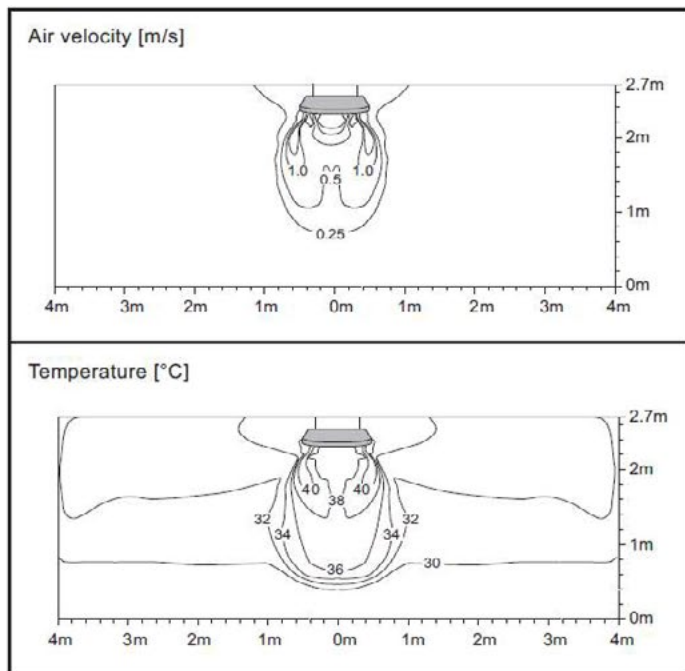 Air velocity [m/s]
2.7m
2m
1.0 1.0
0.5
1m
0.25
0m
4m 3m 2m 1m 0m 1m 2m 3m 4m
Temperature [°C]
2.7m
2m
40 40
38
32 32
34 34
1m
36 30
0m
4m 3m 2m 1m 0m 1m 2m 3m 4m